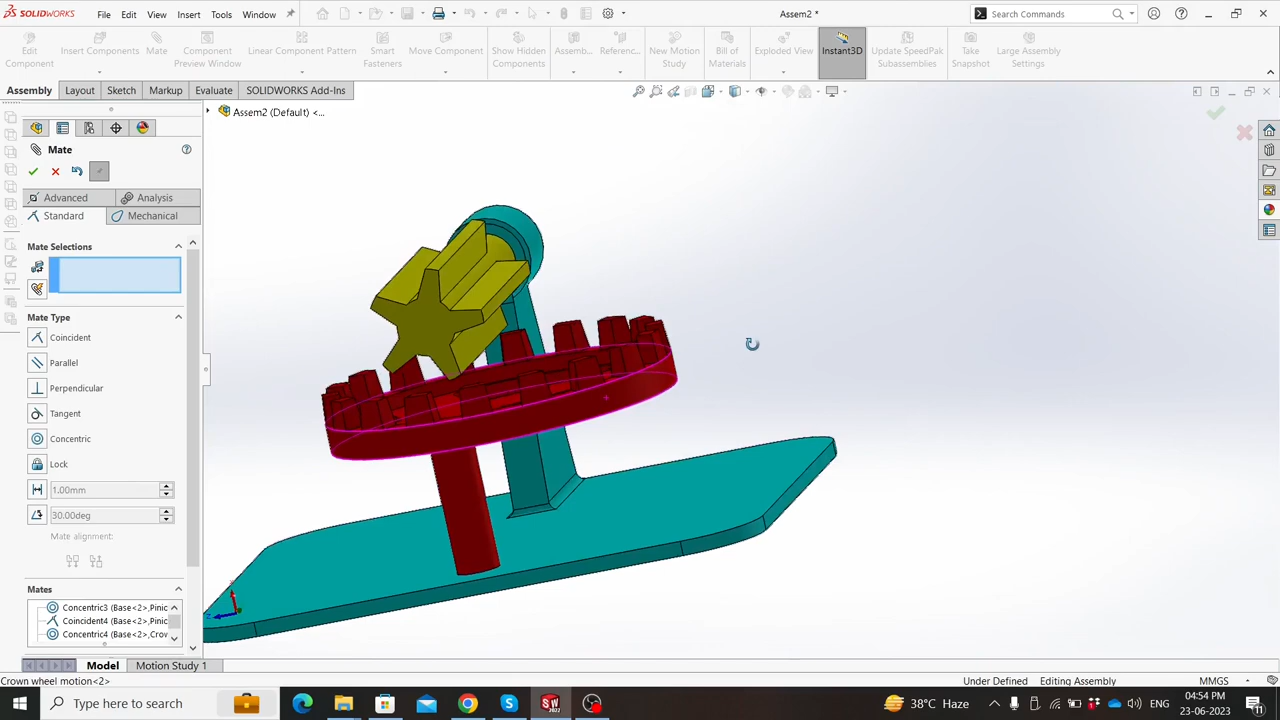 SOLIDWORKS File Edit View Insert Tools Window Assem2 * Search Commands
Edit Component Insert Components Mate Component Preview Window Linear Component Pattern Smart Fasteners Move Component Show Hidden Components Assemb... Referenc... New Motion Study Bill of Materials Exploded View Instant3D Update SpeedPak Subassemblies Take Snapshot Large Assembly Settings
Assembly Layout Sketch Markup Evaluate SOLIDWORKS Add-Ins
Assem2 (Default) <...
Mate
Advanced Analysis
Standard Mechanical
Mate Selections
Mate Type
Coincident
Parallel
Perpendicular
Tangent
Concentric
Lock
1.00mm
30.00deg
Mate alignment:
Mates
Concentric3 (Base<2>,Pinic
Coincident4 (Base<2>,Pinic
Concentric4 (Base<2>,Crov
Model Motion Study 1
Crown wheel motion<2> Under Defined Editing Assembly MMGS
Type here to search 38°C Haze ENG 04:54 PM
23-06-2023